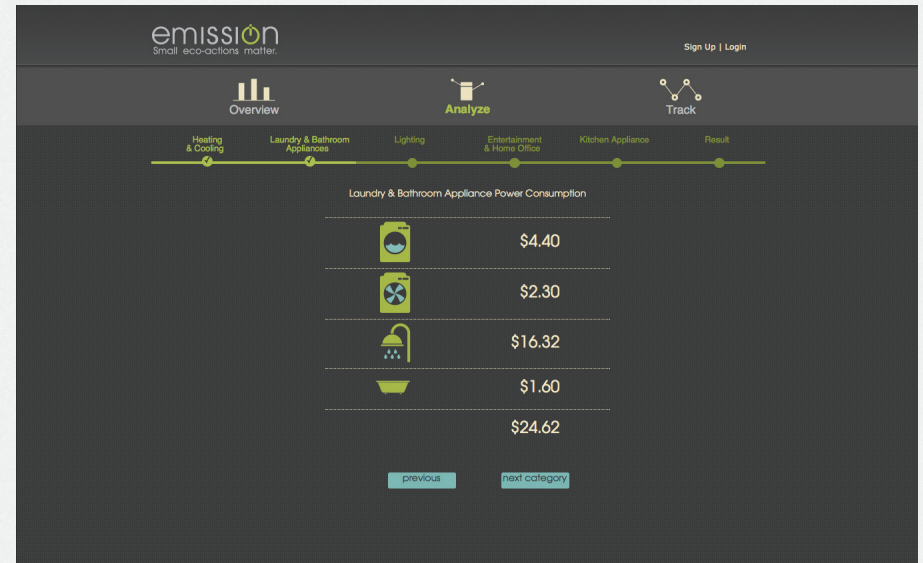 emission
Small eco-actions matter.
Sign Up | Login
Overview
Analyze
Track
Heating
& Cooling
Laundry & Bathroom
Appliances
Lighting
Entertainment
& Home Office
Kitchen Appliance
Result
Laundry & Bathroom Appliance Power Consumption
$4.40
$2.30
$16.32
$1.60
$24.62
previous
next category